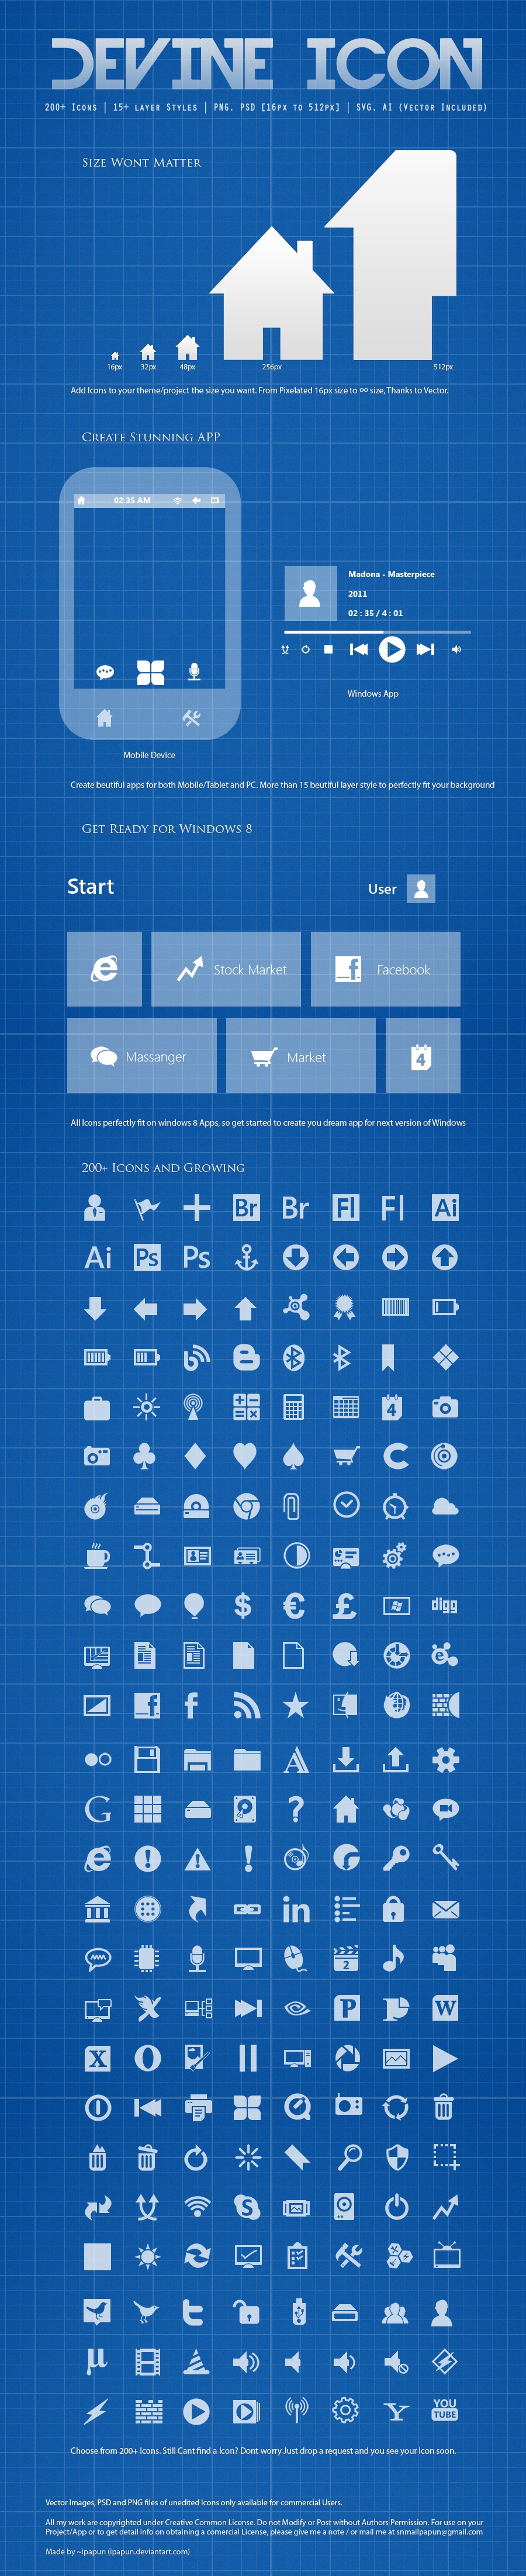 DEVINE ICON
200+ Icons | 15+ layer Styles | PNG. PSD [16px to 512px] | SVG. AI (Vector Included)
Size Wont Matter
16px
32px
48px
256px
512px
Add Icons to your theme/project the size you want. From Pixelated 16px size to ∞ size, Thanks to Vector.
Create Stunning APP
02:35 AM
Madona - Masterpiece
2011
02 : 35 / 4 : 01
Windows App
Mobile Device
Create beutiful apps for both Mobile/Tablet and PC. More than 15 beutiful layer style to perfectly fit your background
Get Ready for Windows 8
Start
User
Stock Market
f Facebook
Massanger
Market
4
All Icons perfectly fit on windows 8 Apps, so get started to create you dream app for next version of Windows
200+ Icons and Growing
Br Br Fl Fl Ai
Ai Ps Ps
4
$ € £ digg
e
f f
A
G ?
e ! ! !
in
2
P W
X O
S
t
µ
Y YOU TUBE
Choose from 200+ Icons. Still Cant find a Icon? Dont worry Just drop a request and you see your Icon soon.
Vector Images, PSD and PNG files of unedited Icons only available for commercial Users.
All my work are copyrighted under Creative Common License. Do not Modify or Post without Authors Permission. For use on your
Project/App or to get detail info on obtaining a comercial License, please give me a note / or mail me at snmailpapun@gmail.com
Made by ~ipapun (ipapun.deviantart.com)